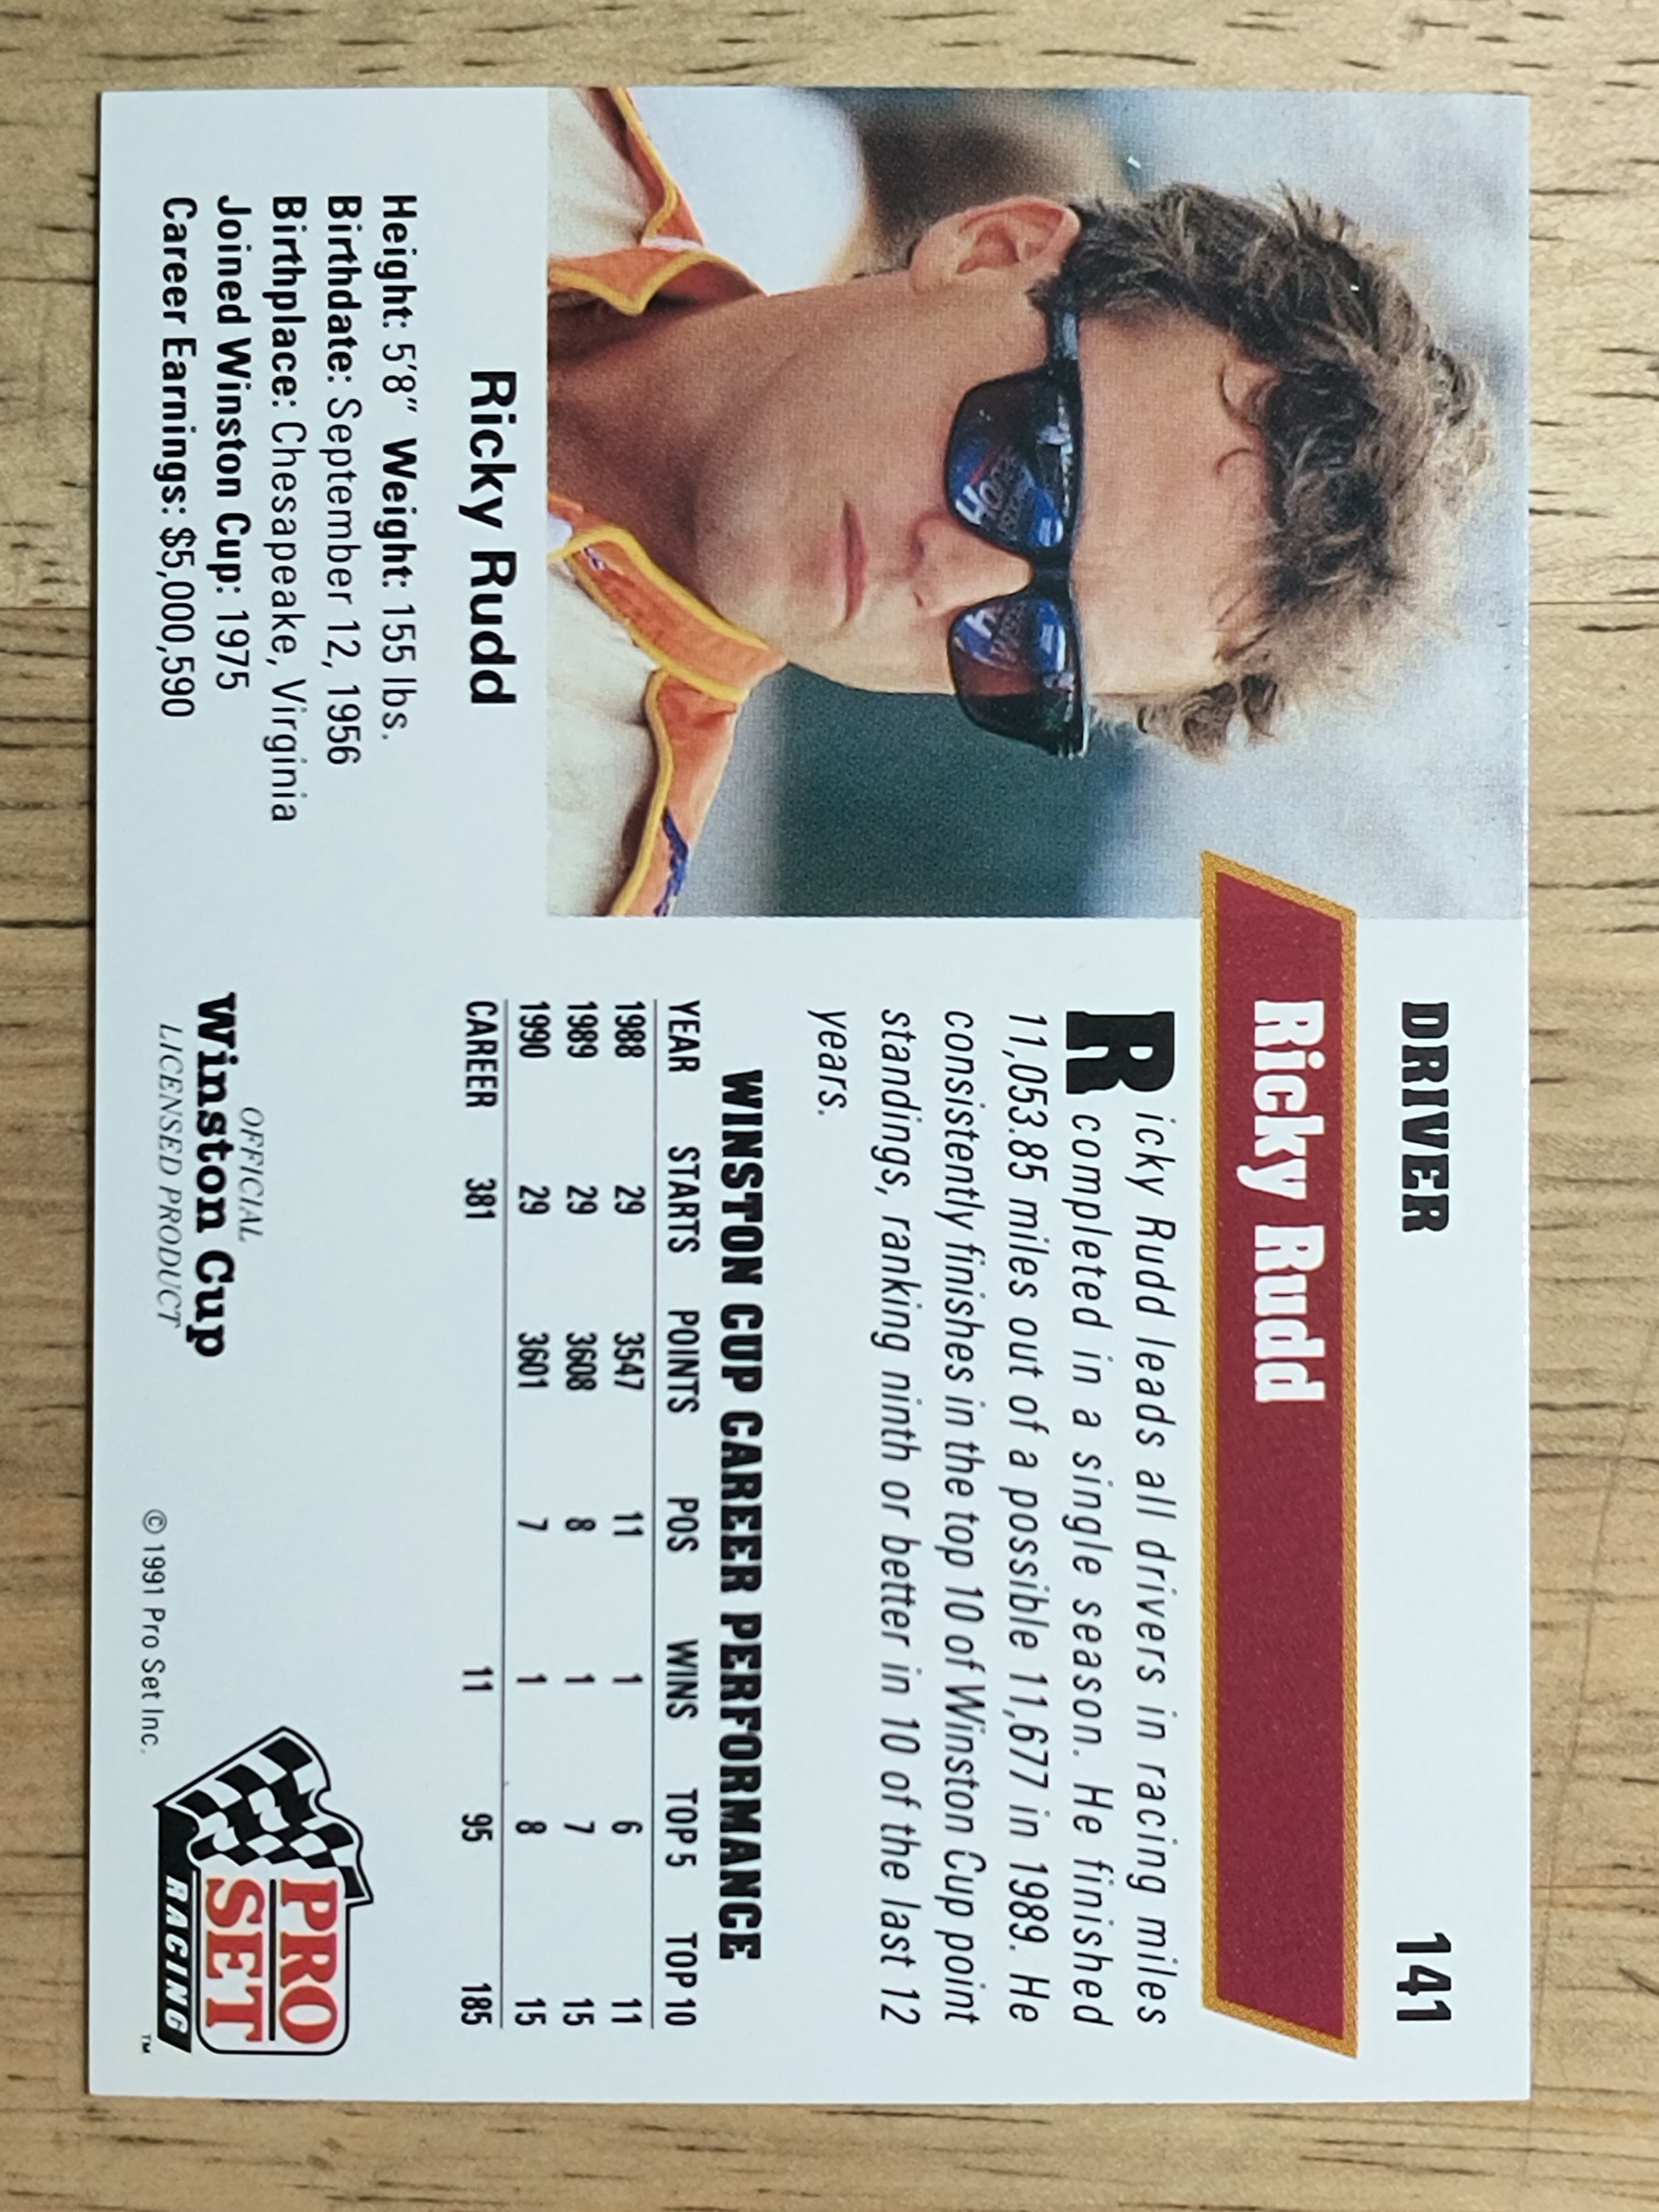 DRIVER 141
Ricky Rudd
Ricky Rudd leads all drivers in racing miles
completed in a single season. He finished
11,053.85 miles out of a possible 11,677 in 1989. He
consistently finishes in the top 10 of Winston Cup point
standings, ranking ninth or better in 10 of the last 12
years.
WINSTON CUP CAREER PERFORMANCE
YEAR STARTS POINTS POS WINS TOP 5 TOP 10
1988 29 3547 11 1 6 11
1989 29 3608 8 1 7 15
1990 29 3601 7 1 8 15
CAREER 381 11 95 185
Ricky Rudd
Height: 5'8" Weight: 155 lbs.
Birthdate: September 12, 1956
Birthplace: Chesapeake, Virginia
Joined Winston Cup: 1975
Career Earnings: $5,000,590
OFFICIAL
Winston Cup
LICENSED PRODUCT
© 1991 Pro Set Inc.
PRO
SET
RACING
™